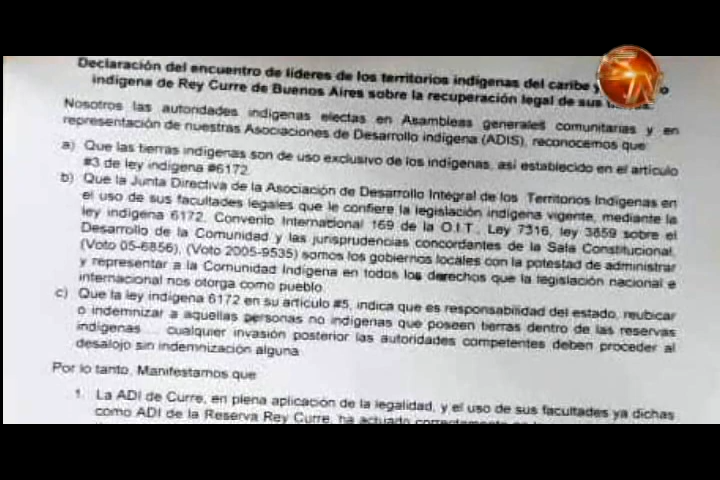 Declaración del encuentro de líderes de los territorios indígenas del caribe y
indígena de Rey Curre de Buenos Aires sobre la recuperación legal de sus
Nosotros las autoridades indígenas electas en Asambleas generales comunitarias y en
representación de nuestras Asociaciones de Desarrollo indígena (ADIS), reconocemos que
a) Que las tierras indígenas son de uso exclusivo de los indígenas, así establecido en el artículo
#3 de ley indígena #6172.
b) Que la Junta Directiva de la Asociación de Desarrollo Integral de los Territorios Indígenas en
el uso de sus facultades legales que le confiere la legislación indígena vigente, mediante la
ley indígena 6172, Convenio Internacional 169 de la O.I.T., Ley 7316, ley 3859 sobre el
Desarrollo de la Comunidad y las jurisprudencias concordantes de la Sala Constitucional,
(Voto 05-6856), (Voto 2005-9535) somos los gobiernos locales con la potestad de administrar
y representar a la Comunidad Indígena en todos los derechos que la legislación nacional e
internacional nos otorga como pueblo.
c) Que la ley indígena 6172 en su artículo #5, indica que es responsabilidad del estado, reubicar
o indemnizar a aquellas personas no indígenas que poseen tierras dentro de las reservas
indígenas... cualquier invasión posterior las autoridades competentes deben proceder al
desalojo sin indemnización alguna
Por lo tanto, Manifestamos que
1. La ADI de Curre, en plena aplicación de la legalidad, y el uso de sus facultades ya dichas
como ADI de la Reserva Rey Curre, ha actuado correctamente